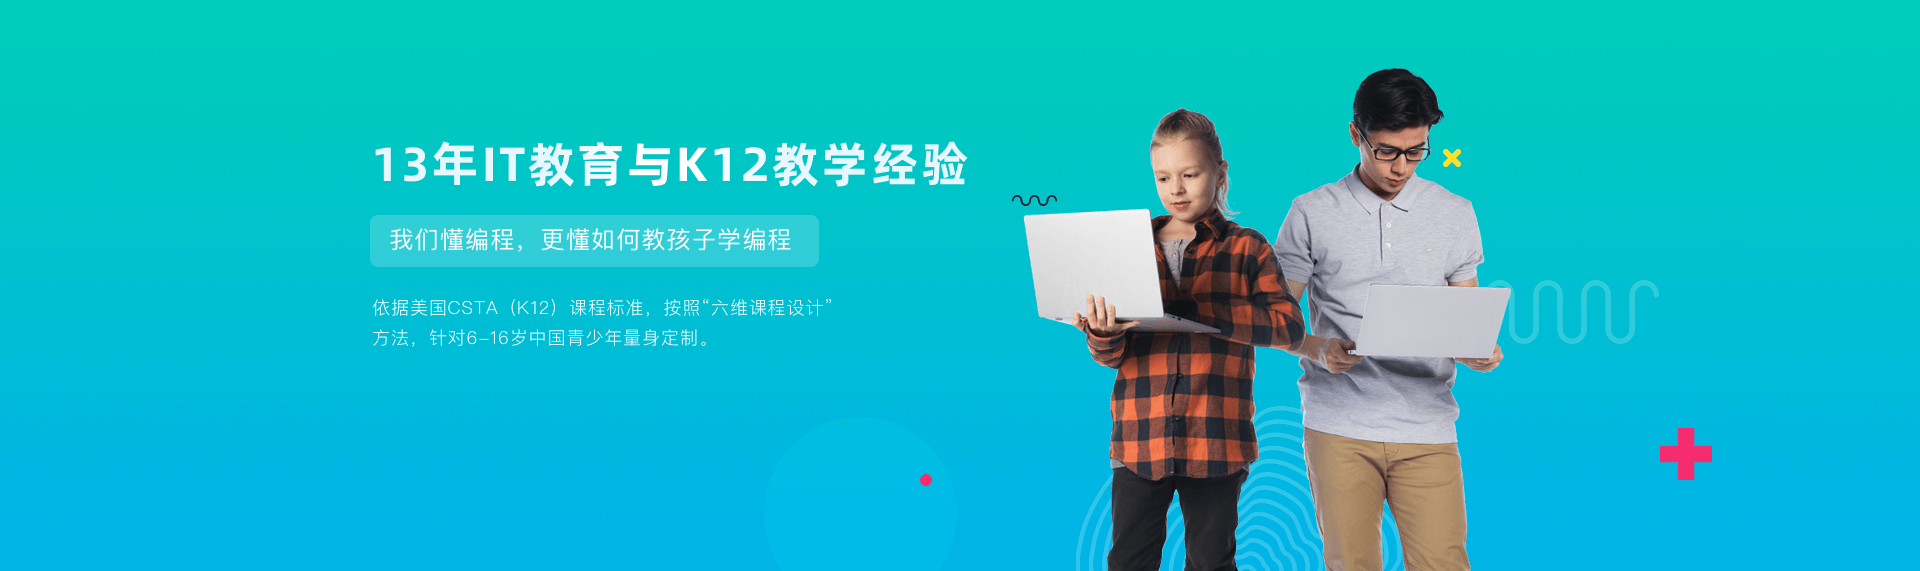 13年IT教育与K12教学经验
我们懂编程，更懂如何教孩子学编程
依据美国CSTA（K12）课程标准，按照“六维课程设计”
方法，针对6-16岁中国青少年量身定制。